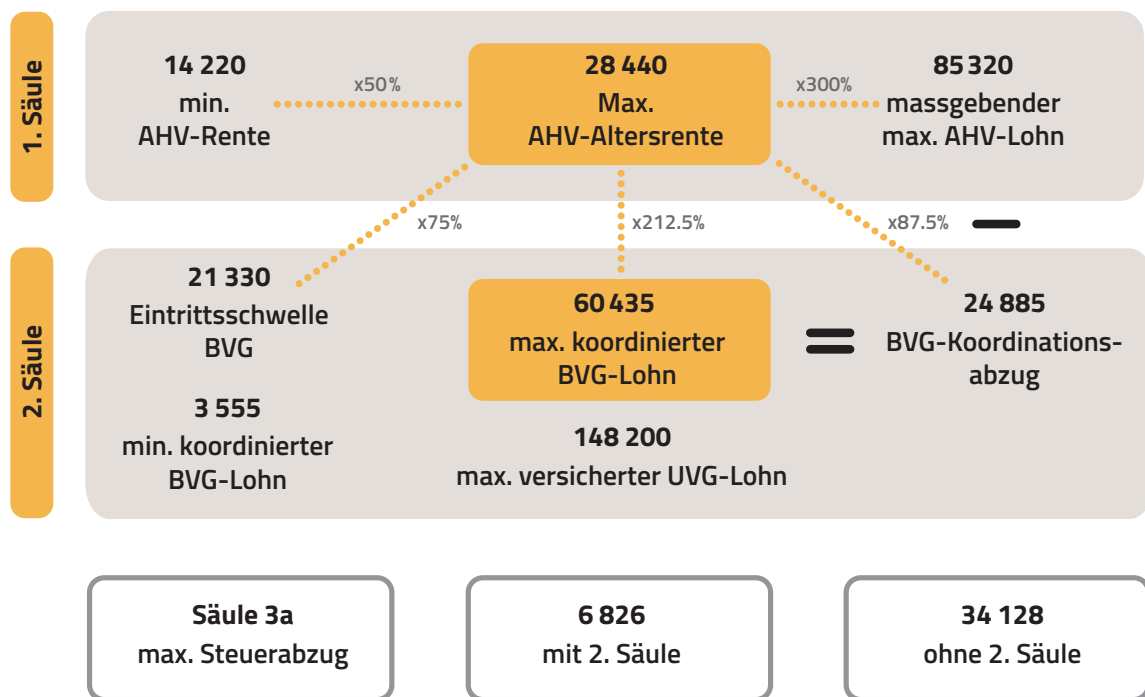 1. Säule
14 220
min.
AHV-Rente
x50%
28 440
Max.
AHV-Altersrente
x300%
85 320
massgebender
max. AHV-Lohn
x75%
x212.5%
x87.5%
2. Säule
21 330
Eintrittsschwelle
BVG
3 555
min. koordinierter
BVG-Lohn
60 435
max. koordinierter
BVG-Lohn
=
24 885
BVG-Koordinations-
abzug
148 200
max. versicherter UVG-Lohn
Säule 3a
max. Steuerabzug
6 826
mit 2. Säule
34 128
ohne 2. Säule